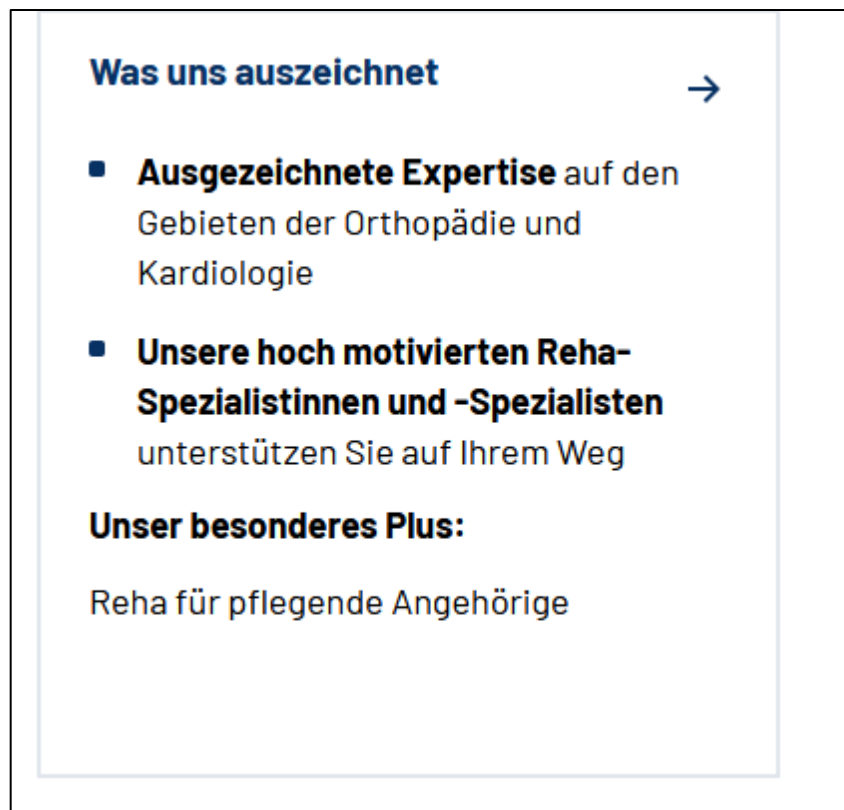 Was uns auszeichnet
Ausgezeichnete Expertise auf den
Gebieten der Orthopädie und
Kardiologie
Unsere hoch motivierten Reha-
Spezialistinnen und -Spezialisten
unterstützen Sie auf Ihrem Weg
Unser besonderes Plus:
Reha für pflegende Angehörige